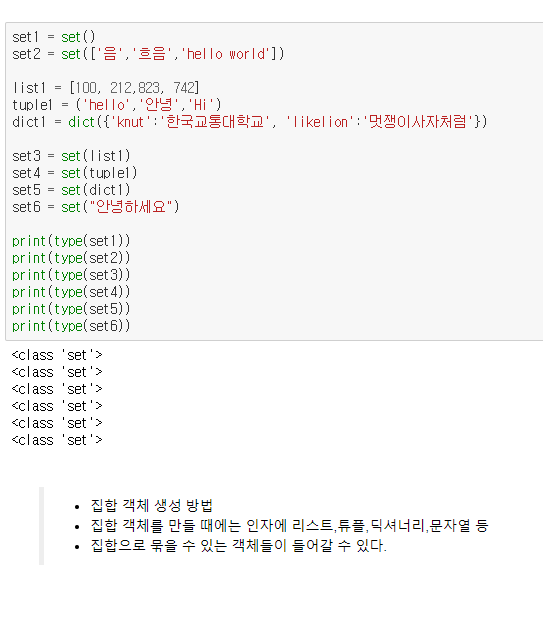 set1 = set()
set2 = set(['음','흐음','hello world'])
list1 = [100, 212,823, 742]
tuple1 = ('hello','안녕','Hi')
dict1 = dict({'knut':'한국교통대학교', 'likelion':'멋쟁이사자처럼'})
set3 = set(list1)
set4 = set(tuple1)
set5 = set(dict1)
set6 = set("안녕하세요")
print(type(set1))
print(type(set2))
print(type(set3))
print(type(set4))
print(type(set5))
print(type(set6))
<class 'set'>
<class 'set'>
<class 'set'>
<class 'set'>
<class 'set'>
<class 'set'>
• 집합 객체 생성 방법
• 집합 객체를 만들 때에는 인자에 리스트,튜플,딕셔너리,문자열 등
• 집합으로 묶을 수 있는 객체들이 들어갈 수 있다.